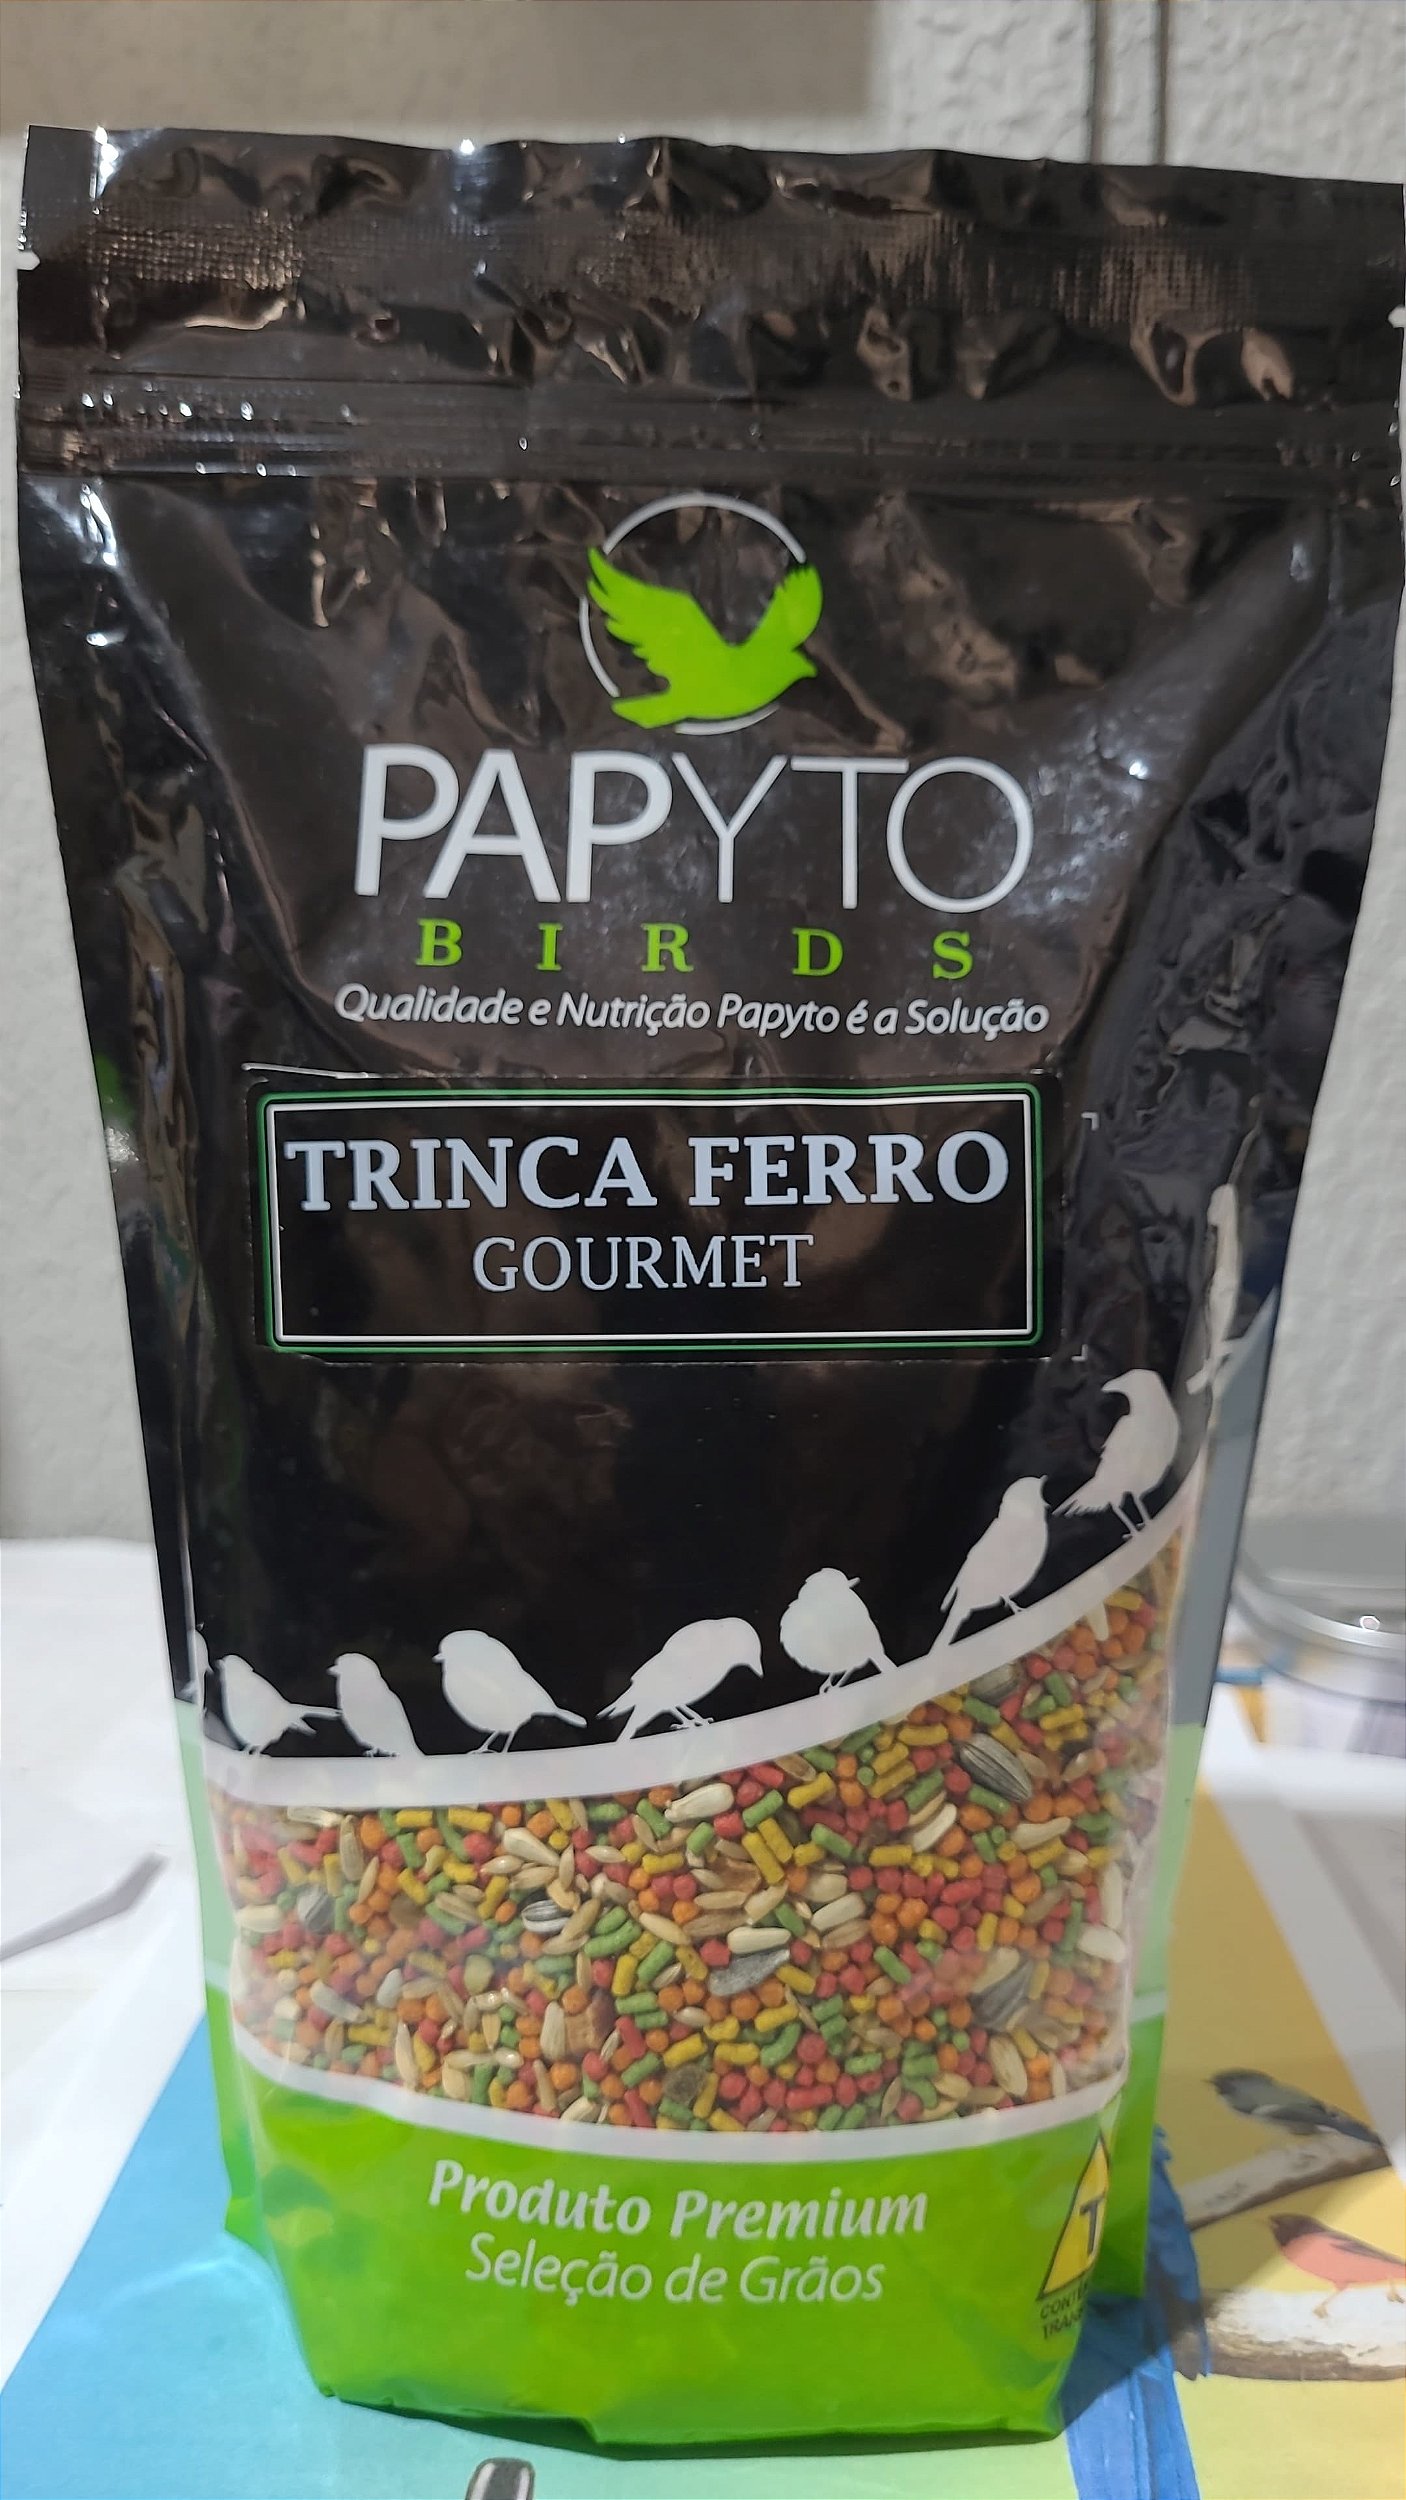 PAPYTO
BIRDS
Qualidade e Nutrição Papyto é a Solução
TRINCA FERRO
GOURMET
Produto Premium
Seleção de Grãos
T